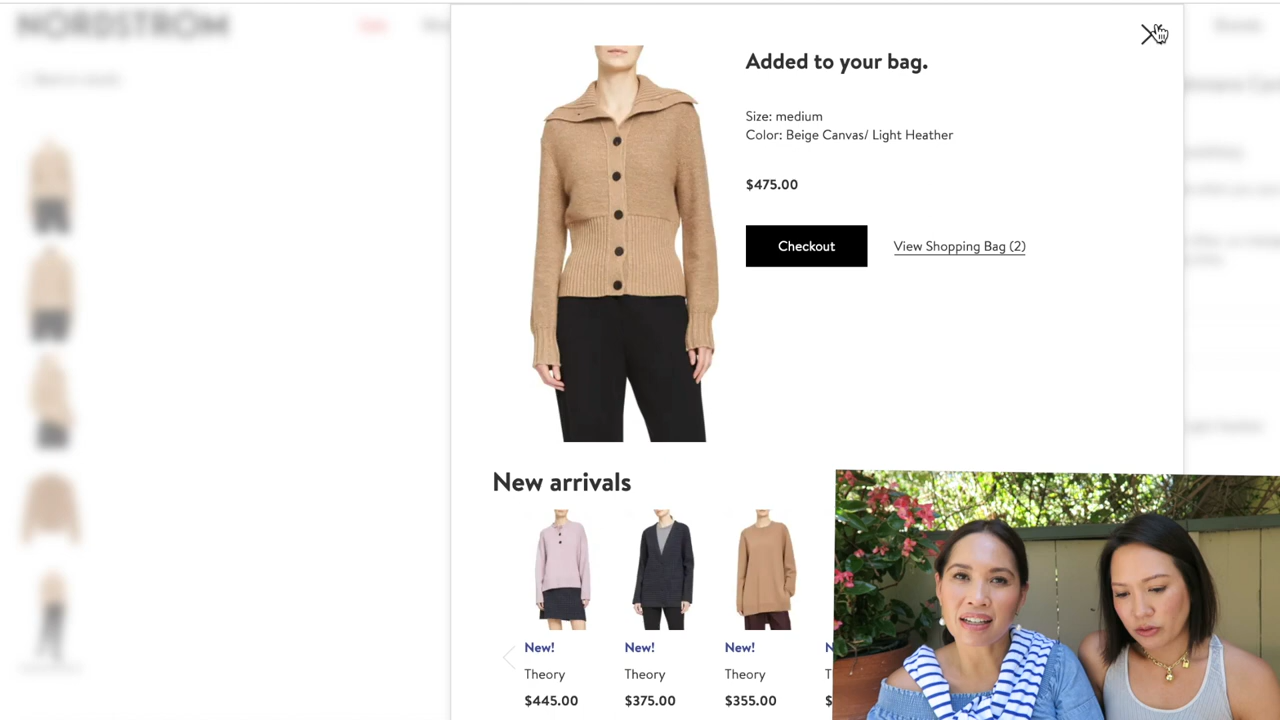 NORDSTROM
Added to your bag.
Size: medium
Color: Beige Canvas/ Light Heather
$475.00
Checkout
View Shopping Bag (2)
New arrivals
New! New! New! N
Theory Theory Theory
$445.00 $375.00 $355.00 $